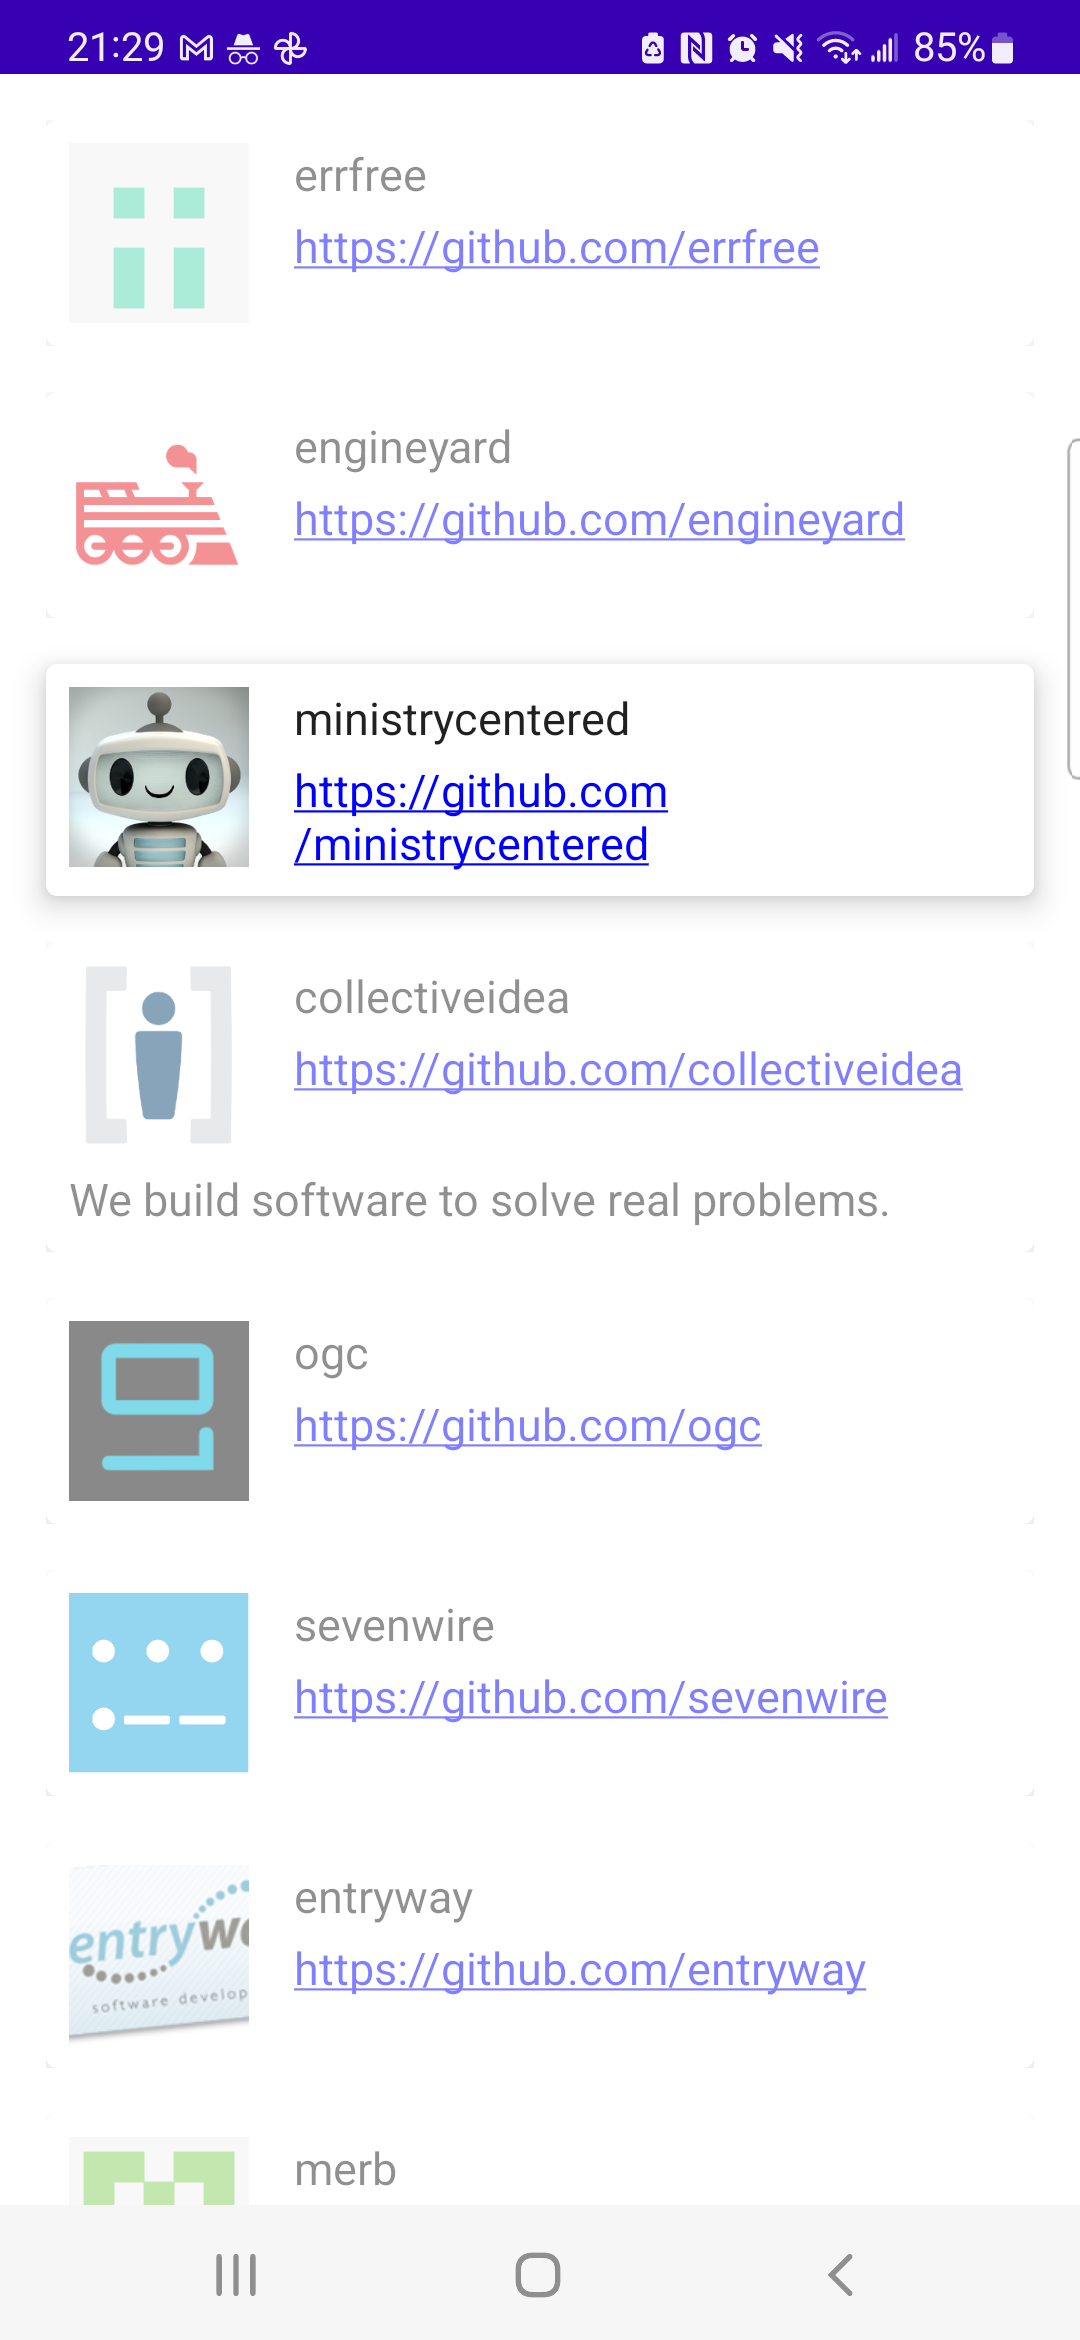 21:29
85%
errfree
https://github.com/errfree
engineyard
https://github.com/engineyard
ministrycentered
https://github.com
/ministrycentered
collectiveidea
https://github.com/collectiveidea
We build software to solve real problems.
ogc
https://github.com/ogc
sevenwire
https://github.com/sevenwire
entryway
https://github.com/entryway
entrywa
software develop
merb